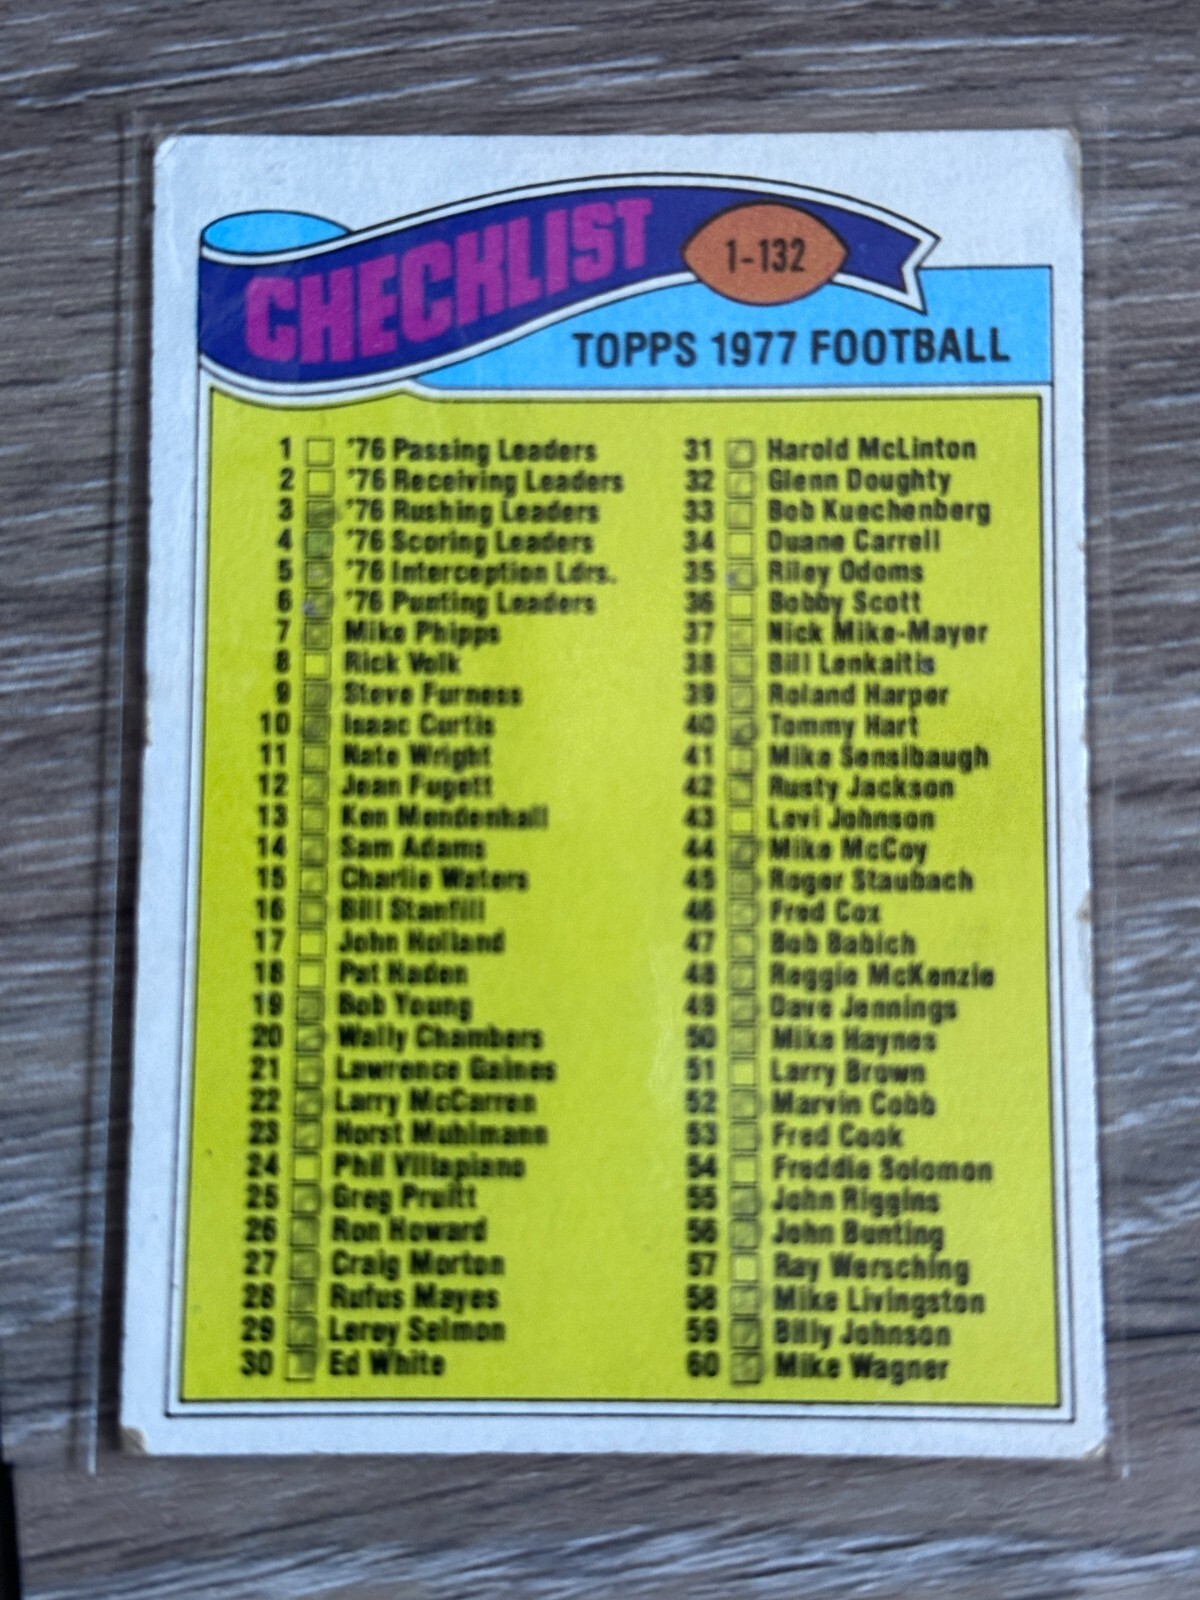 CHECKLIST
1-132
TOPPS 1977 FOOTBALL
1 '76 Passing Leaders
2 '76 Receiving Leaders
3 '76 Rushing Leaders
4 '76 Scoring Leaders
5 '76 Interception Ldrs.
6 '76 Punting Leaders
7 Mike Phipps
8 Rick Volk
9 Steve Furness
10 Isaac Curtis
11 Nate Wright
12 Jean Fugett
13 Ken Mendenhall
14 Sam Adams
15 Charlie Waters
16 Bill Stanfill
17 John Holland
18 Pat Haden
19 Bob Young
20 Wally Chambers
21 Lawrence Gaines
22 Larry McCarren
23 Horst Muhlmann
24 Phil Villapiano
25 Greg Pruitt
26 Ron Howard
27 Craig Morton
28 Rufus Mayes
29 Leroy Selmon
30 Ed White
31 Harold McLinton
32 Glenn Doughty
33 Bob Kuechenberg
34 Duane Carrell
35 Riley Odoms
36 Bobby Scott
37 Nick Mike-Mayer
38 Bill Lenkaitis
39 Roland Harper
40 Tommy Hart
41 Mike Sensibaugh
42 Rusty Jackson
43 Levi Johnson
44 Mike McCoy
45 Roger Staubach
46 Fred Cox
47 Bob Babich
48 Reggie McKenzie
49 Dave Jennings
50 Mike Haynes
51 Larry Brown
52 Marvin Cobb
53 Fred Cook
54 Freddie Solomon
55 John Riggins
56 John Bunting
57 Ray Wersching
58 Mike Livingston
59 Billy Johnson
60 Mike Wagner